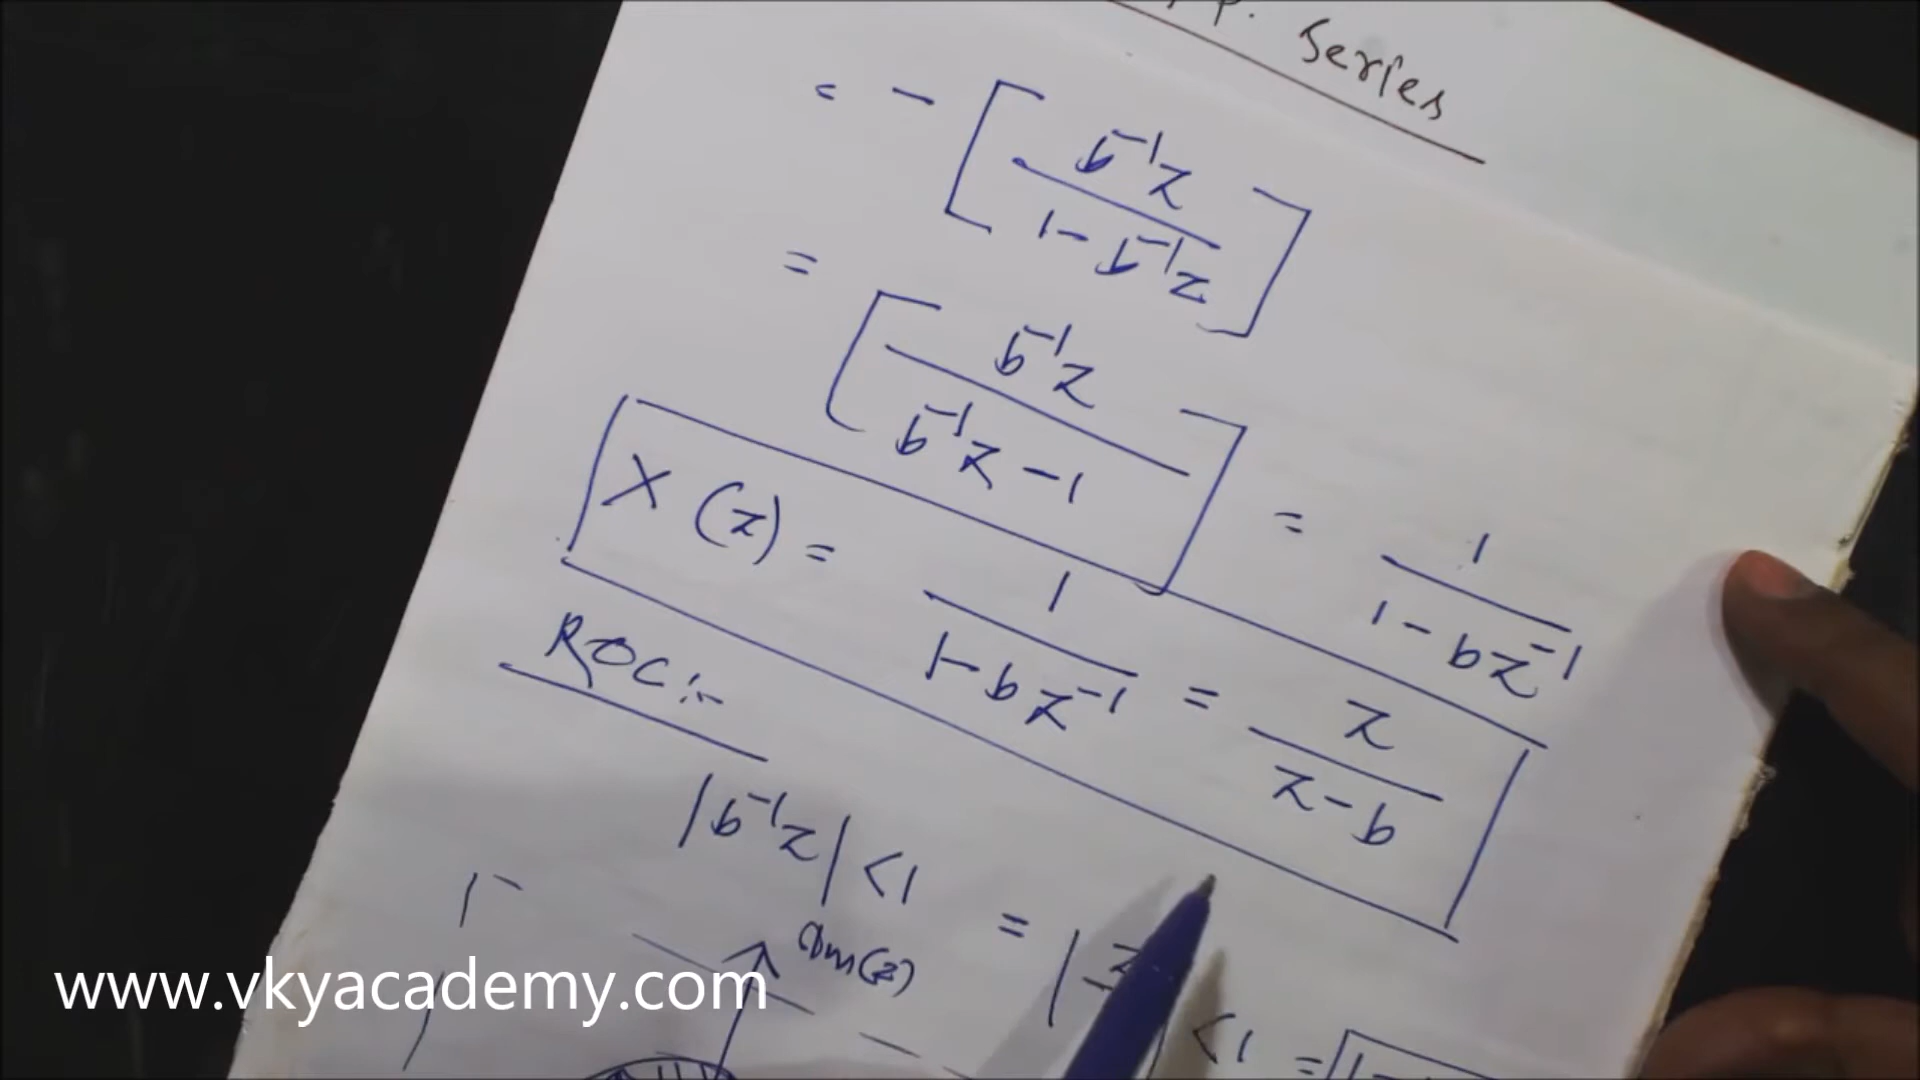 Series
= - [ b⁻¹z / 1 - b⁻¹z ]
= [ b⁻¹z / b⁻¹z - 1 ] = 1 / 1 - bz⁻¹
X(z) = 1 / 1 - bz⁻¹ = z / z - b
ROC :-
|b⁻¹z| < 1 = | z | < 1 =
Im(z)
www.vkyacademy.com